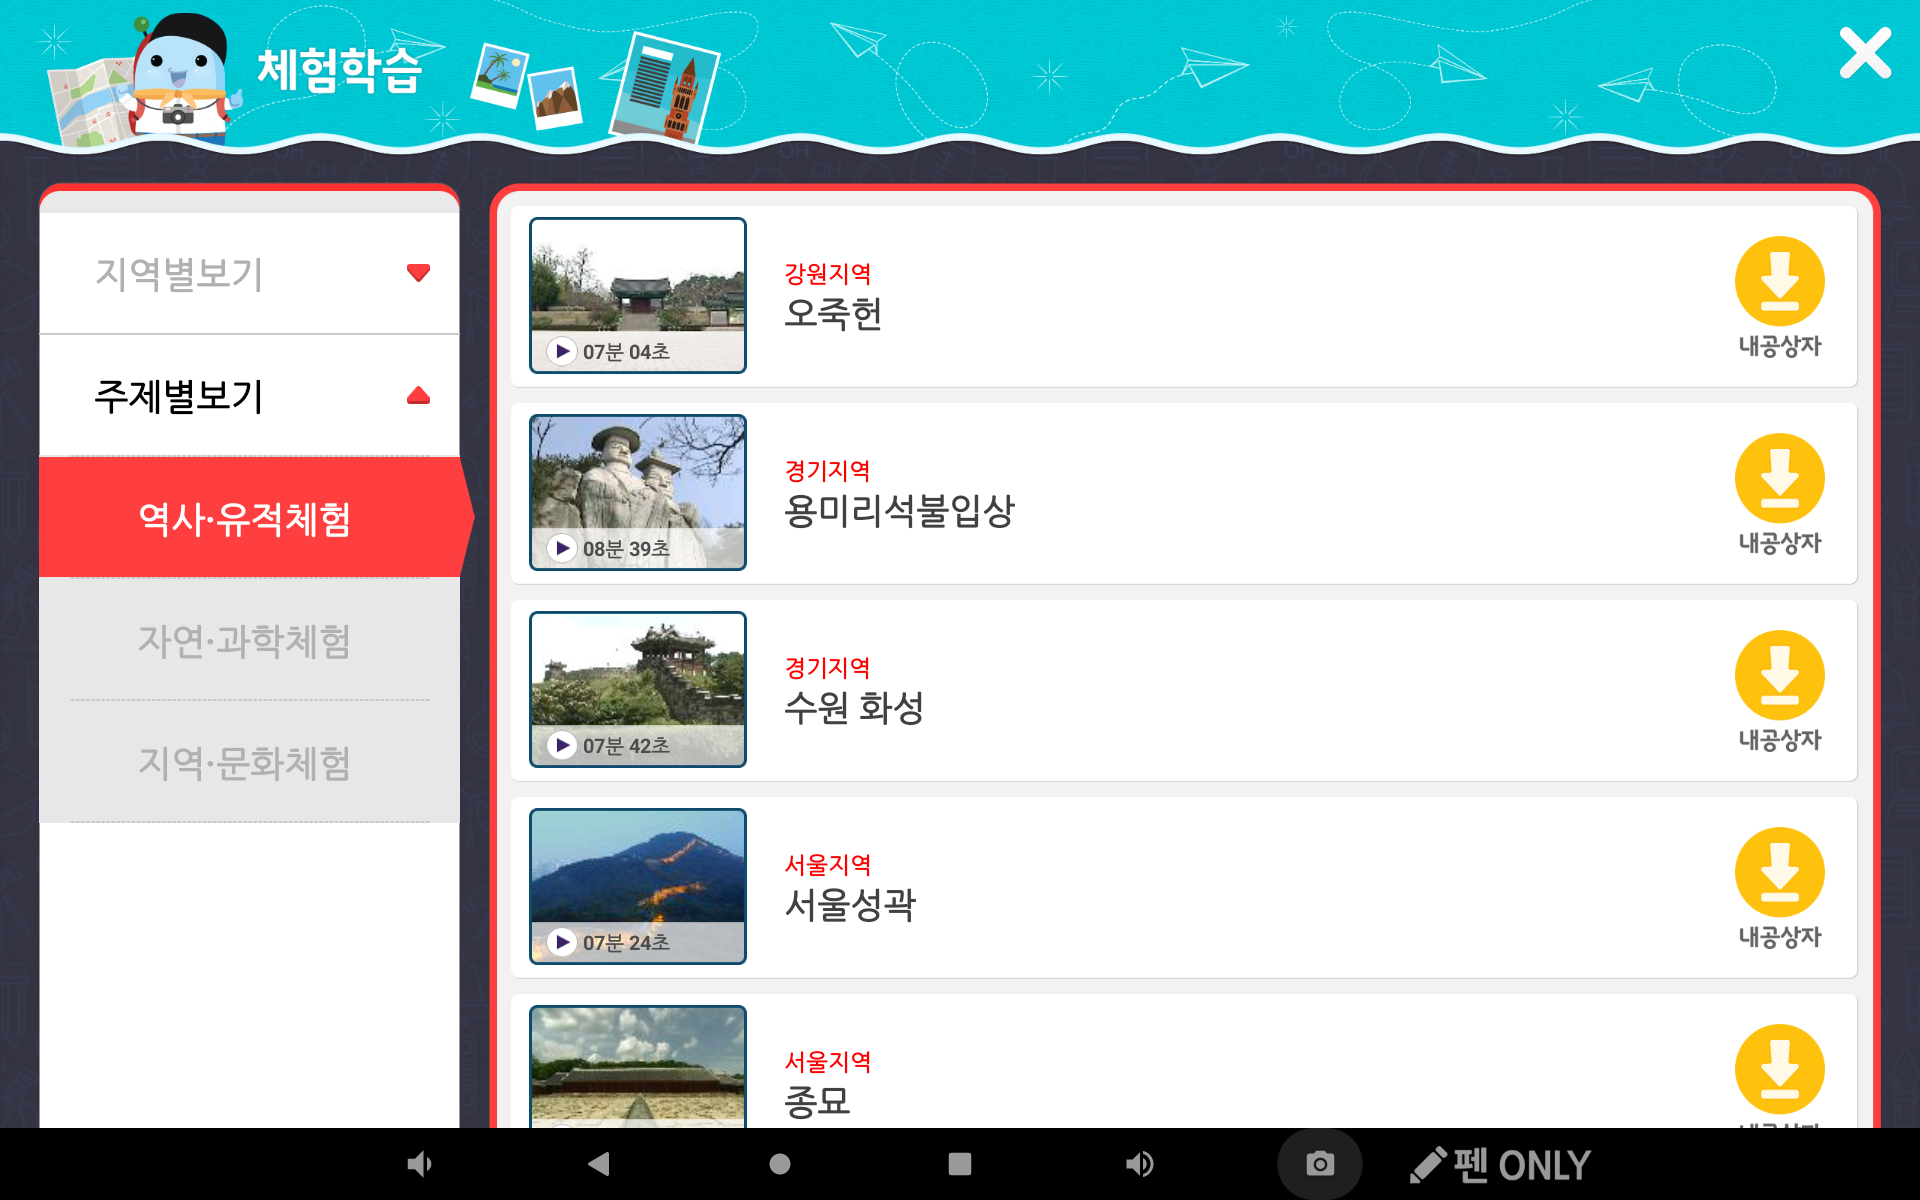 체험학습
지역별보기
주제별보기
역사·유적체험
자연·과학체험
지역·문화체험
강원지역
오죽헌
07분 04초
내공상자
경기지역
용미리석불입상
08분 39초
내공상자
경기지역
수원 화성
07분 42초
내공상자
서울지역
서울성곽
07분 24초
내공상자
서울지역
종묘
펜 ONLY